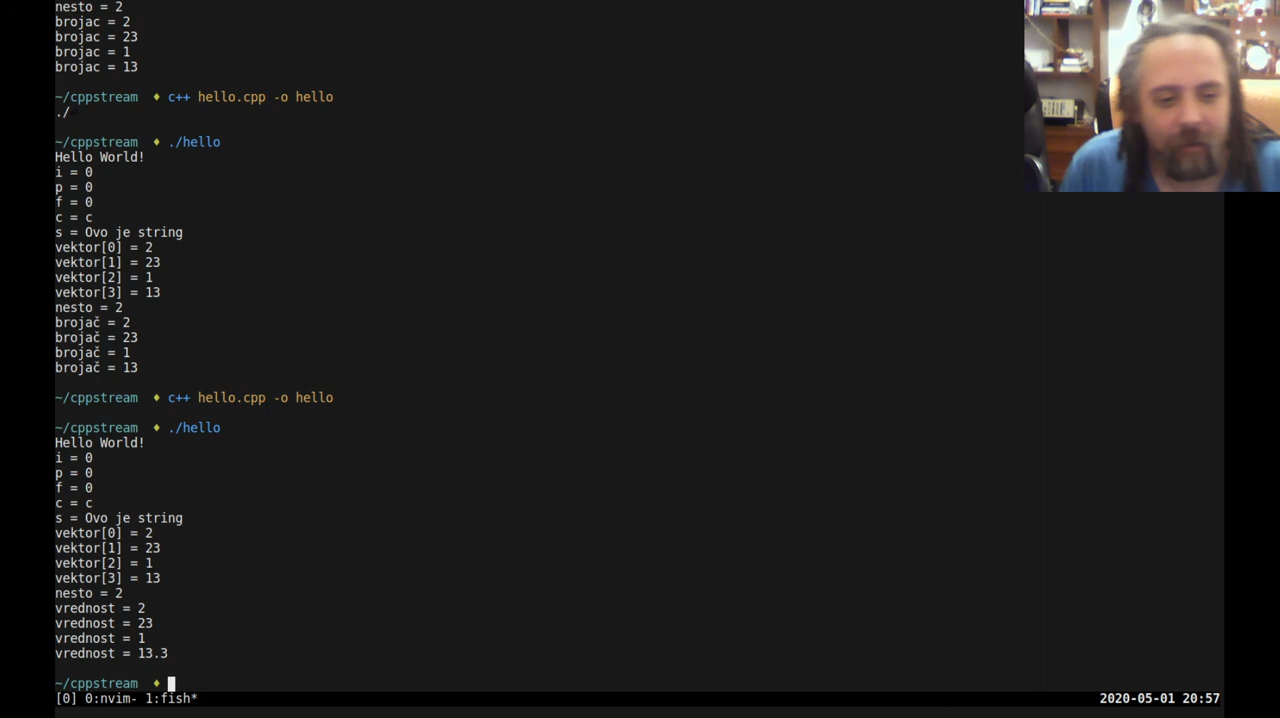 nesto = 2
brojac = 2
brojac = 23
brojac = 1
brojac = 13
~/cppstream ♦ c++ hello.cpp -o hello
./
~/cppstream ♦ ./hello
Hello World!
i = 0
p = 0
f = 0
c = c
s = Ovo je string
vektor[0] = 2
vektor[1] = 23
vektor[2] = 1
vektor[3] = 13
nesto = 2
brojač = 2
brojač = 23
brojač = 1
brojač = 13
~/cppstream ♦ c++ hello.cpp -o hello
~/cppstream ♦ ./hello
Hello World!
i = 0
p = 0
f = 0
c = c
s = Ovo je string
vektor[0] = 2
vektor[1] = 23
vektor[2] = 1
vektor[3] = 13
nesto = 2
vrednost = 2
vrednost = 23
vrednost = 1
vrednost = 13.3
~/cppstream ♦
[0] 0:nvim- 1:fish* 2020-05-01 20:57